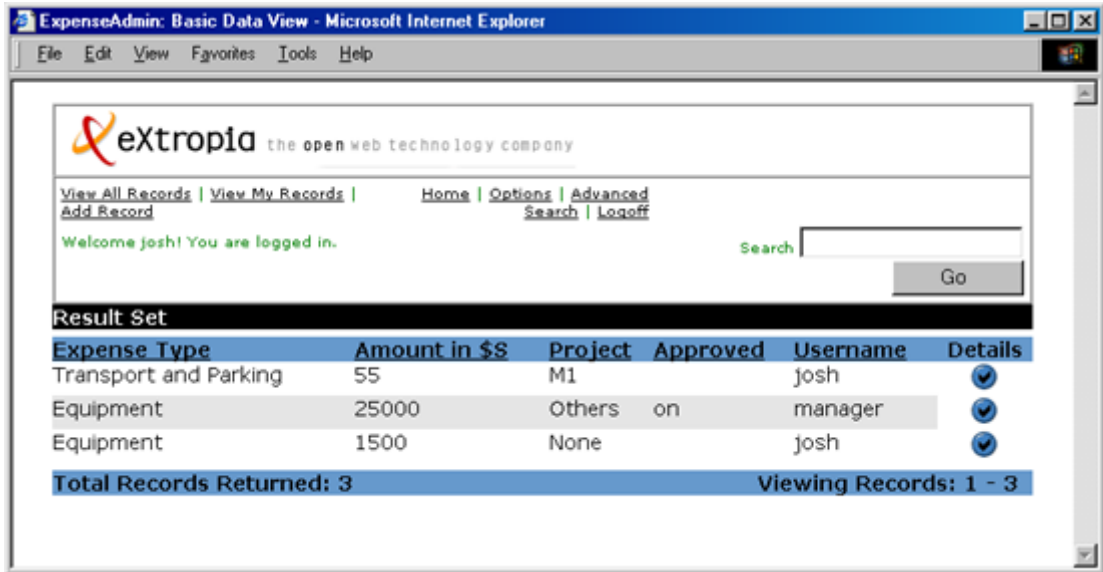 ExpenseAdmin: Basic Data View - Microsoft Internet Explorer
File Edit View Favorites Tools Help
eXtropia the open web technology company
View All Records | View My Records | Home | Options | Advanced
Add Record Search | Logoff
Welcome josh! You are logged in.
Search
Go
Result Set
Expense Type Amount in $S Project Approved Username Details
Transport and Parking 55 M1 josh
Equipment 25000 Others on manager
Equipment 1500 None josh
Total Records Returned: 3 Viewing Records: 1 - 3